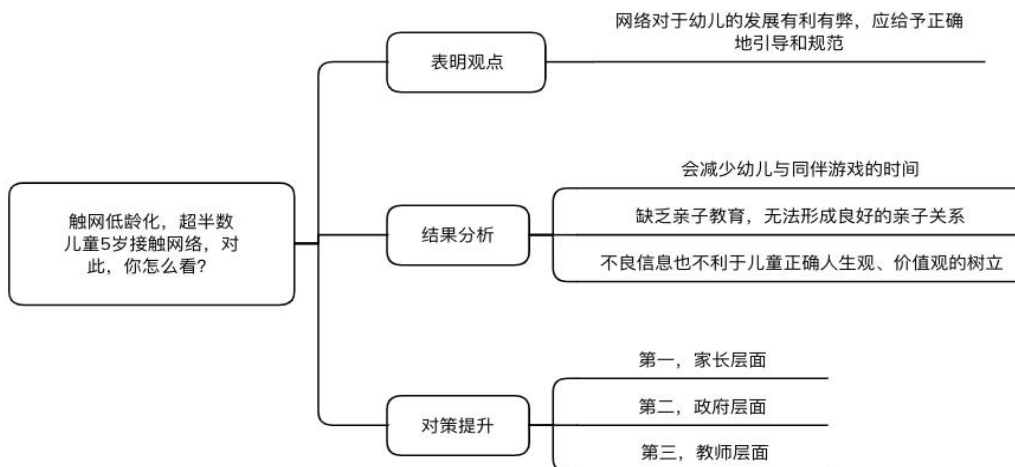 触网低龄化，超半数
儿童5岁接触网络，对
此，你怎么看？
表明观点
网络对于幼儿的发展有利有弊，应给予正确
地引导和规范
结果分析
会减少幼儿与同伴游戏的时间
缺乏亲子教育，无法形成良好的亲子关系
不良信息也不利于儿童正确人生观、价值观的树立
对策提升
第一，家长层面
第二，政府层面
第三，教师层面